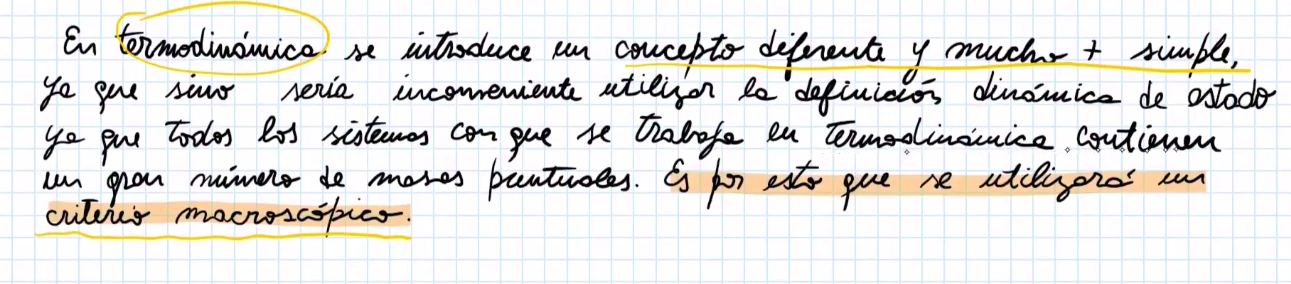 En termodinámica se introduce un concepto diferente y mucho + simple,
ya que sino sería inconveniente utilizar la definición dinámica de estado
ya que todos los sistemas con que se trabaja en Termodinámica contienen
un gran número de masas puntuales. Es por esto que se utilizará un
criterio macroscópico.